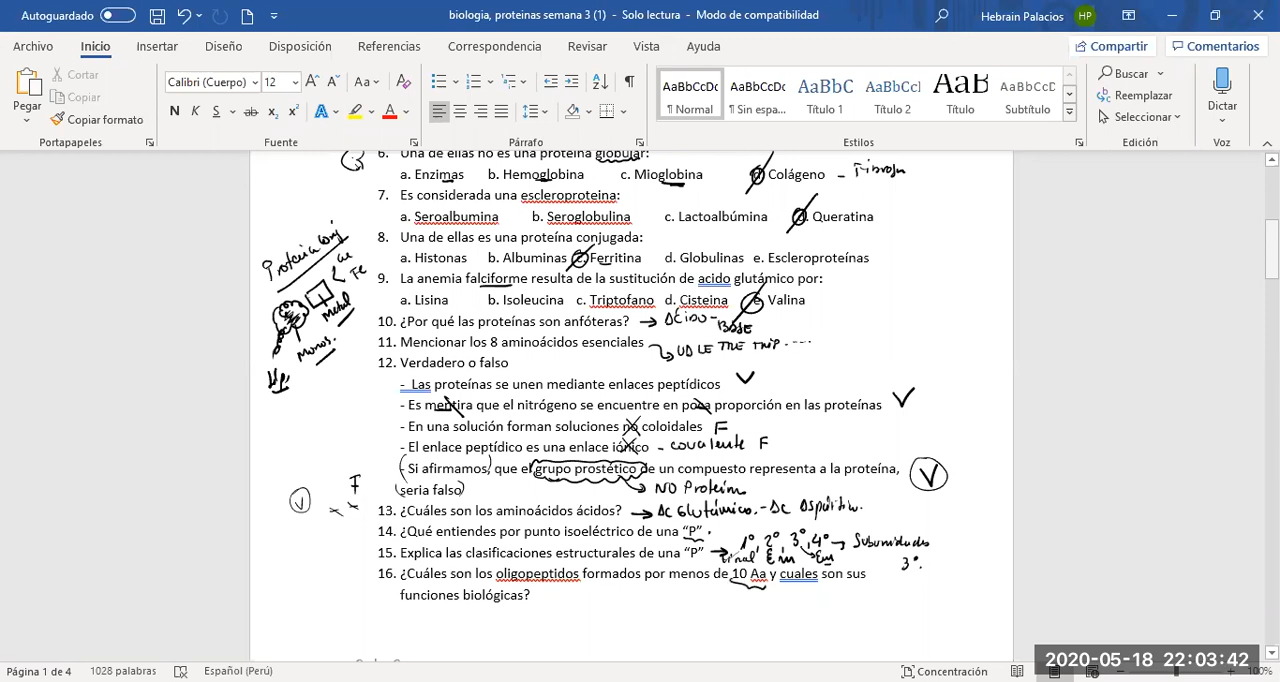 Autoguardado
biologia, proteinas semana 3 (1) - Solo lectura - Modo de compatibilidad
Hebrain Palacios HP
Archivo Inicio Insertar Diseño Disposición Referencias Correspondencia Revisar Vista Ayuda
Compartir Comentarios
Pegar
Cortar
Copiar
Copiar formato
Calibri (Cuerpo) 12
Buscar
Reemplazar
Seleccionar
Dictar
AaBbCcDc AaBbCcDc AaBbC AaBbCcI AaB AaBbCcD
¶ Normal ¶ Sin espa... Título 1 Título 2 Título Subtítulo
Portapapeles Fuente Párrafo Estilos Edición Voz
6. Una de ellas no es una proteína globular:
a. Enzimas b. Hemoglobina c. Mioglobina d. Colágeno - Fibrosa
7. Es considerada una escleroproteina:
a. Seroalbumina b. Seroglobulina c. Lactoalbúmina d. Queratina
8. Una de ellas es una proteína conjugada:
a. Histonas b. Albuminas c. Ferritina d. Globulinas e. Escleroproteínas
9. La anemia falciforme resulta de la sustitución de acido glutámico por:
a. Lisina b. Isoleucina c. Triptofano d. Cisteina e. Valina
10. ¿Por qué las proteínas son anfóteras? → Acido - Base
11. Mencionar los 8 aminoácidos esenciales
12. Verdadero o falso
- Las proteínas se unen mediante enlaces peptídicos V
- Es mentira que el nitrógeno se encuentre en poca proporción en las proteínas V
- En una solución forman soluciones no coloidales F
- El enlace peptídico es una enlace iónico - covalente F
- Si afirmamos, que el grupo prostético de un compuesto representa a la proteína, V
seria falso
NO Proteína
13. ¿Cuáles son los aminoácidos ácidos? → Ac Glutámico. - Ac Aspártico.
14. ¿Qué entiendes por punto isoeléctrico de una "P"
15. Explica las clasificaciones estructurales de una "P" → 1°, 2°, 3°, 4° → Subunidades
3°.
16. ¿Cuáles son los oligopeptidos formados por menos de 10 Aa y cuales son sus
funciones biológicas?
Proteina
Fe
Metal
Monos.
V F
Página 1 de 4 1028 palabras Español (Perú) Concentración 100%
2020-05-18 22:03:42